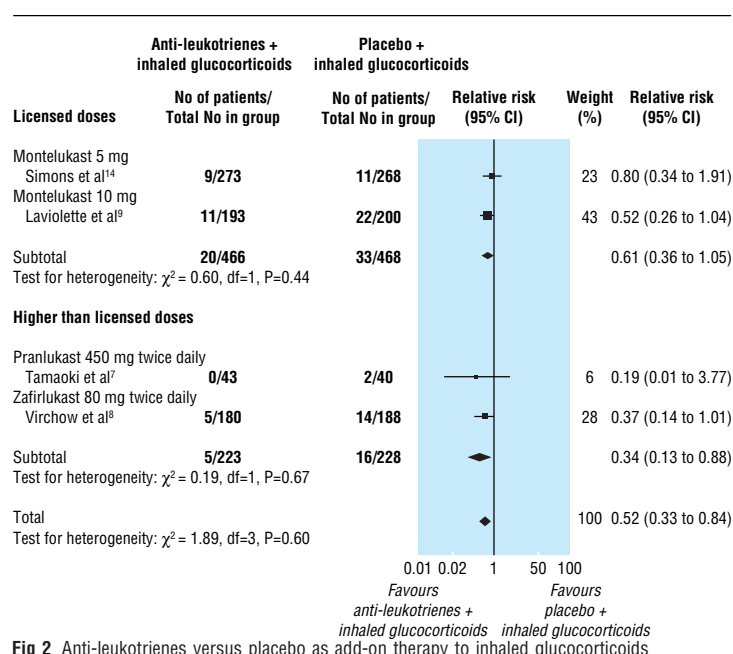 Anti-leukotrienes + Placebo +
inhaled glucocorticoids inhaled glucocorticoids
No of patients/ No of patients/ Relative risk Weight Relative risk
Licensed doses Total No in group Total No in group (95% CI) (%) (95% CI)
Montelukast 5 mg
Simons et al¹⁴ 9/273 11/268 23 0.80 (0.34 to 1.91)
Montelukast 10 mg
Laviolette et al⁹ 11/193 22/200 43 0.52 (0.26 to 1.04)
Subtotal 20/466 33/468 0.61 (0.36 to 1.05)
Test for heterogeneity: χ² = 0.60, df=1, P=0.44
Higher than licensed doses
Pranlukast 450 mg twice daily
Tamaoki et al⁷ 0/43 2/40 6 0.19 (0.01 to 3.77)
Zafirlukast 80 mg twice daily
Virchow et al⁸ 5/180 14/188 28 0.37 (0.14 to 1.01)
Subtotal 5/223 16/228 0.34 (0.13 to 0.88)
Test for heterogeneity: χ² = 0.19, df=1, P=0.67
Total 100 0.52 (0.33 to 0.84)
Test for heterogeneity: χ² = 1.89, df=3, P=0.60
0.01 0.02 1 50 100
Favours Favours
anti-leukotrienes + placebo +
inhaled glucocorticoids inhaled glucocorticoids
Fig 2 Anti-leukotrienes versus placebo as add-on therapy to inhaled glucocorticoids